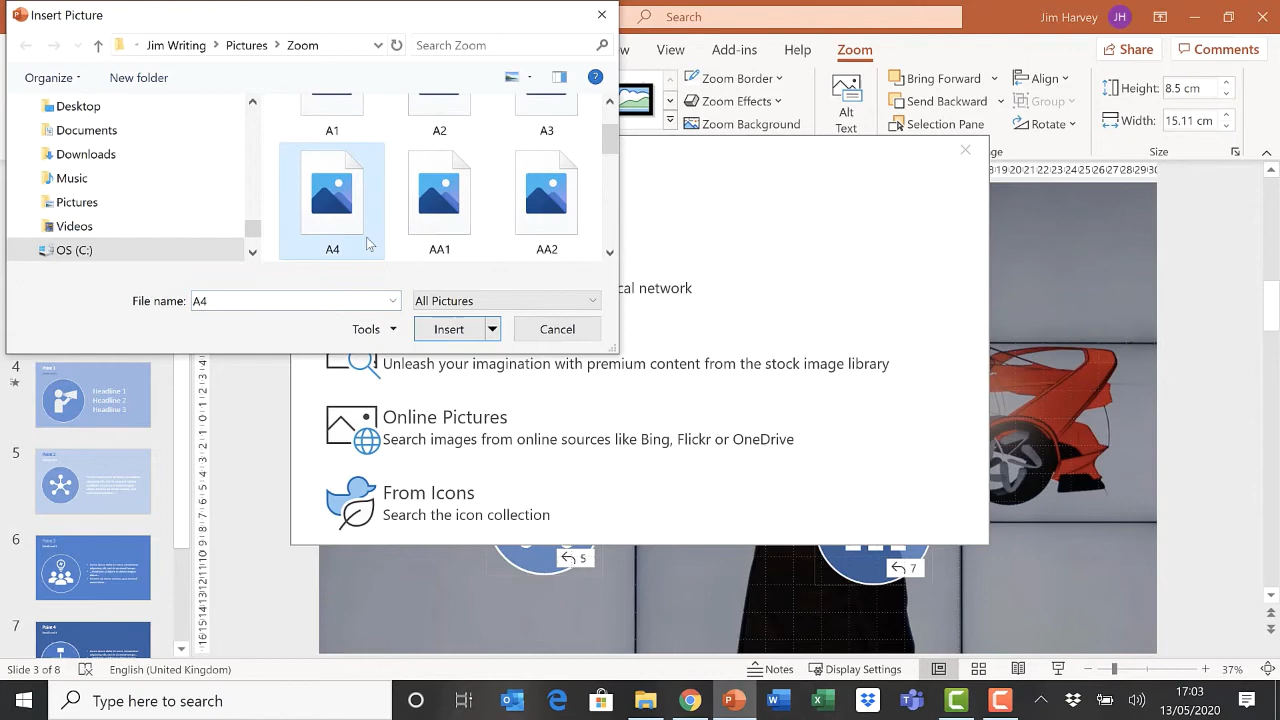 Insert Picture
Search
Jim Harvey
JH
Jim Writing
Pictures
Zoom
Search Zoom
View
Add-ins
Help
Zoom
Share
Comments
Organize
New folder
?
Zoom Border
Zoom Effects
Zoom Background
Alt
Text
Bring Forward
Send Backward
Selection Pane
Align
Group
Rotate
Height:
8.5 cm
Width:
15.11 cm
Size
Desktop
Documents
Downloads
Music
Pictures
Videos
OS (C:)
A1
A2
A3
A4
AA1
AA2
File name:
A4
All Pictures
Tools
Insert
Cancel
cal network
Unleash your imagination with premium content from the stock image library
Online Pictures
Search images from online sources like Bing, Flickr or OneDrive
From Icons
Search the icon collection
4
Headline 1
Headline 2
Headline 3
5
6
7
5
7
Slide 3 of 8
English (United Kingdom)
Notes
Display Settings
37%
Type here to search
17:03
13/05/2020